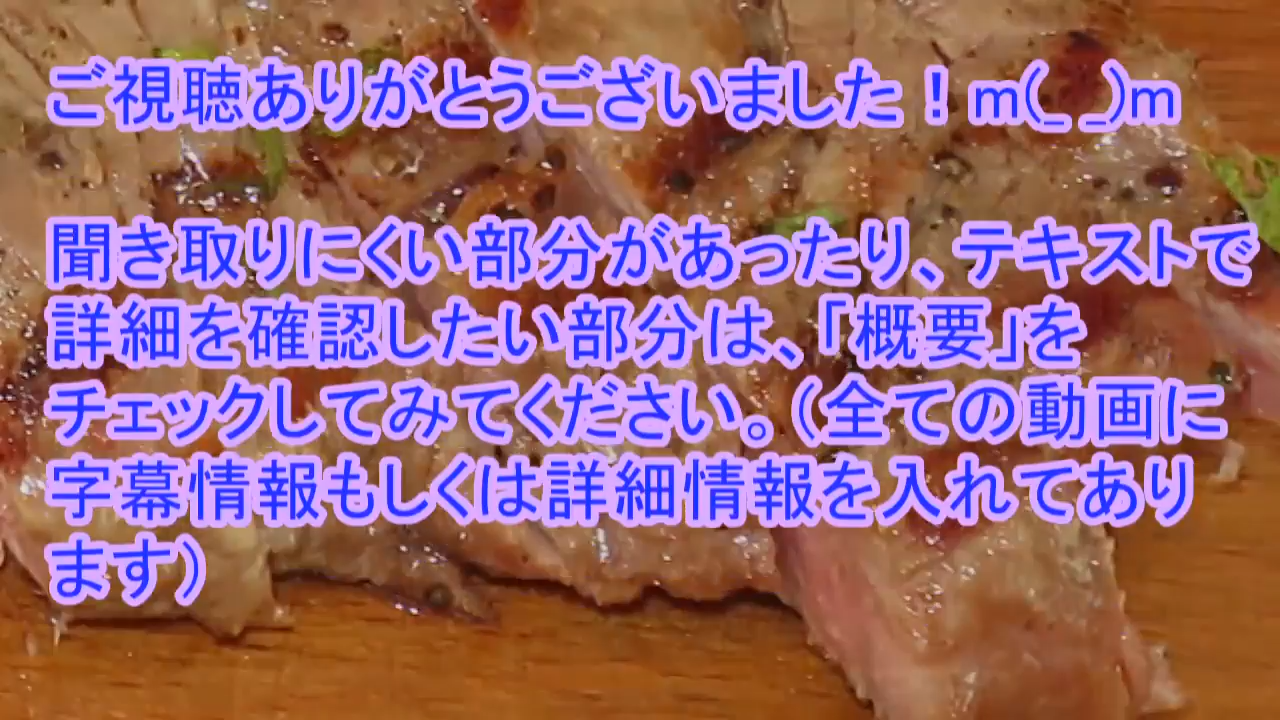 ご視聴ありがとうございました！m(_ _)m
聞き取りにくい部分があったり、テキストで
詳細を確認したい部分は、「概要」を
チェックしてみてください。（全ての動画に
字幕情報もしくは詳細情報を入れてあり
ます）